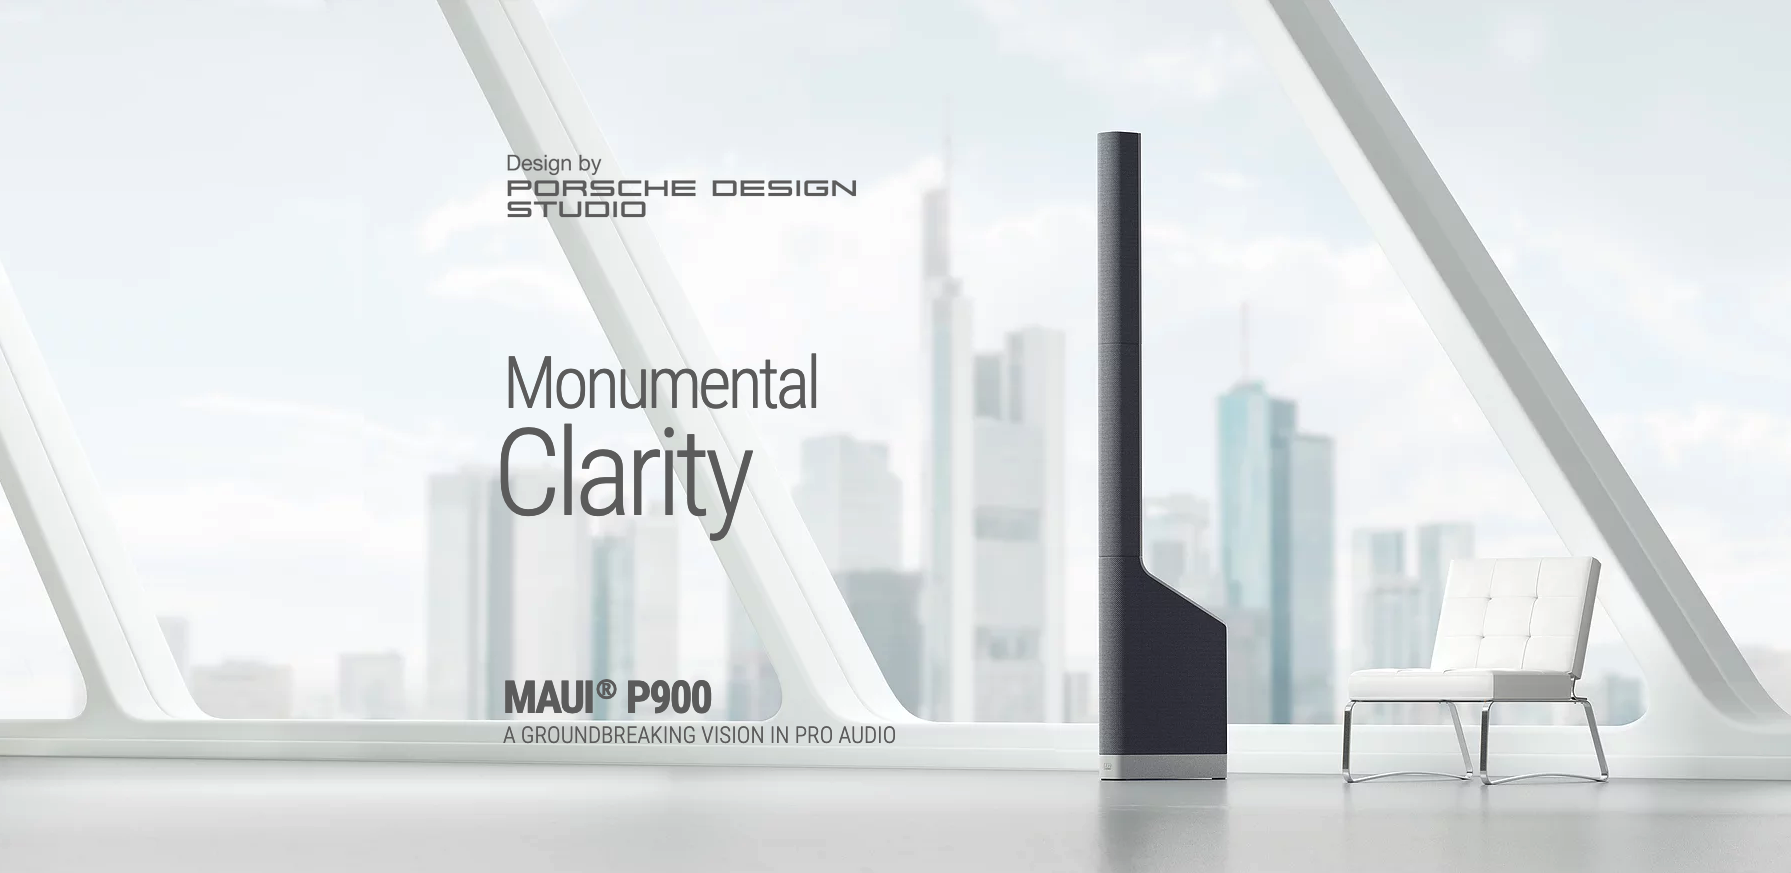 Design by
PORSCHE DESIGN
STUDIO
Monumental
Clarity
MAUI® P900
A GROUNDBREAKING VISION IN PRO AUDIO